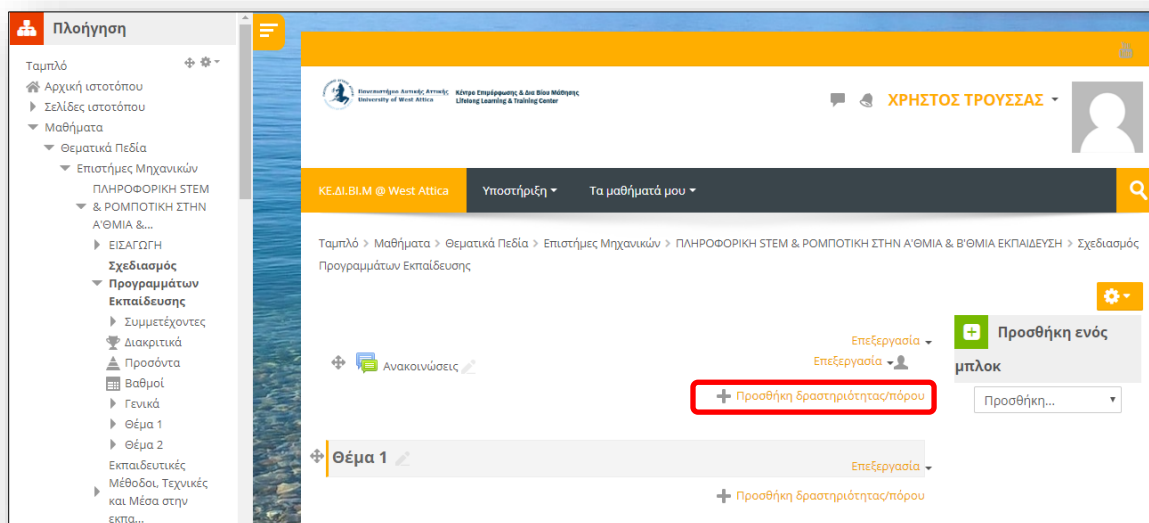 Πλοήγηση
Ταμπλό
Αρχική ιστοτόπου
Σελίδες ιστοτόπου
Μαθήματα
Θεματικά Πεδία
Επιστήμες Μηχανικών
ΠΛΗΡΟΦΟΡΙΚΗ STEM
& ΡΟΜΠΟΤΙΚΗ ΣΤΗΝ
Α'ΘΜΙΑ &...
ΕΙΣΑΓΩΓΗ
Σχεδιασμός
Προγραμμάτων
Εκπαίδευσης
Συμμετέχοντες
Διακριτικά
Προσόντα
Βαθμοί
Γενικά
Θέμα 1
Θέμα 2
Εκπαιδευτικές
Μέθοδοι, Τεχνικές
και Μέσα στην
εκπα...
Πανεπιστήμιο Δυτικής Αττικής
University of West Attica
Κέντρο Επιμόρφωσης & Δια Βίου Μάθησης
Lifelong Learning & Training Center
ΧΡΗΣΤΟΣ ΤΡΟΥΣΣΑΣ
ΚΕ.ΔΙ.ΒΙ.Μ @ West Attica Υποστήριξη Τα μαθήματά μου
Ταμπλό > Μαθήματα > Θεματικά Πεδία > Επιστήμες Μηχανικών > ΠΛΗΡΟΦΟΡΙΚΗ STEM & ΡΟΜΠΟΤΙΚΗ ΣΤΗΝ Α'ΘΜΙΑ & Β'ΘΜΙΑ ΕΚΠΑΙΔΕΥΣΗ > Σχεδιασμός
Προγραμμάτων Εκπαίδευσης
Επεξεργασία
Ανακοινώσεις Επεξεργασία
Προσθήκη δραστηριότητας/πόρου
Θέμα 1
Επεξεργασία
Προσθήκη δραστηριότητας/πόρου
Προσθήκη ενός
μπλοκ
Προσθήκη...